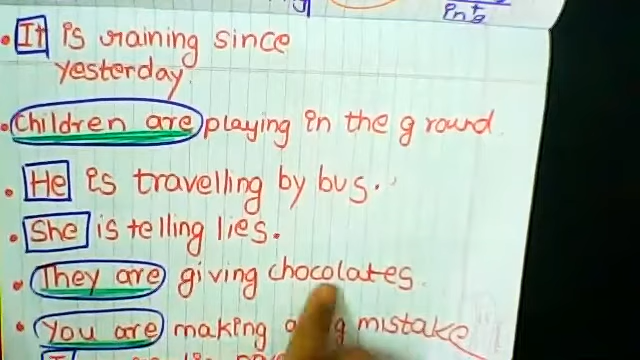 ing
• It is raining since
yesterday.
• Children are playing in the ground.
• He is travelling by bus.
• She is telling lies.
• They are giving chocolates.
• You are making mistake